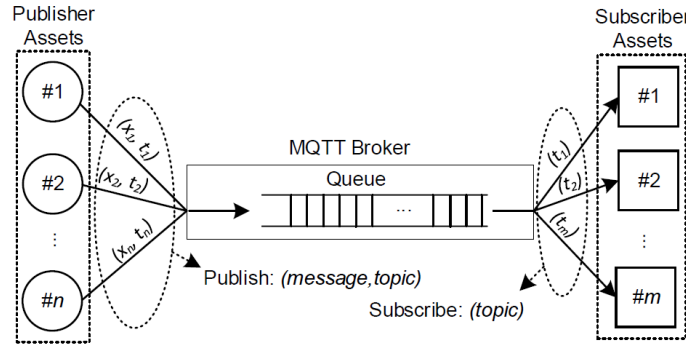 Publisher
Assets
#1
#2
⋮
#n
(x₁, t₁)
(x₂, t₂)
(xₙ, tₙ)
MQTT Broker
Queue
...
Publish: (message,topic)
Subscribe: (topic)
(t₁)
(t₂)
(tₘ)
Subscriber
Assets
#1
#2
⋮
#m